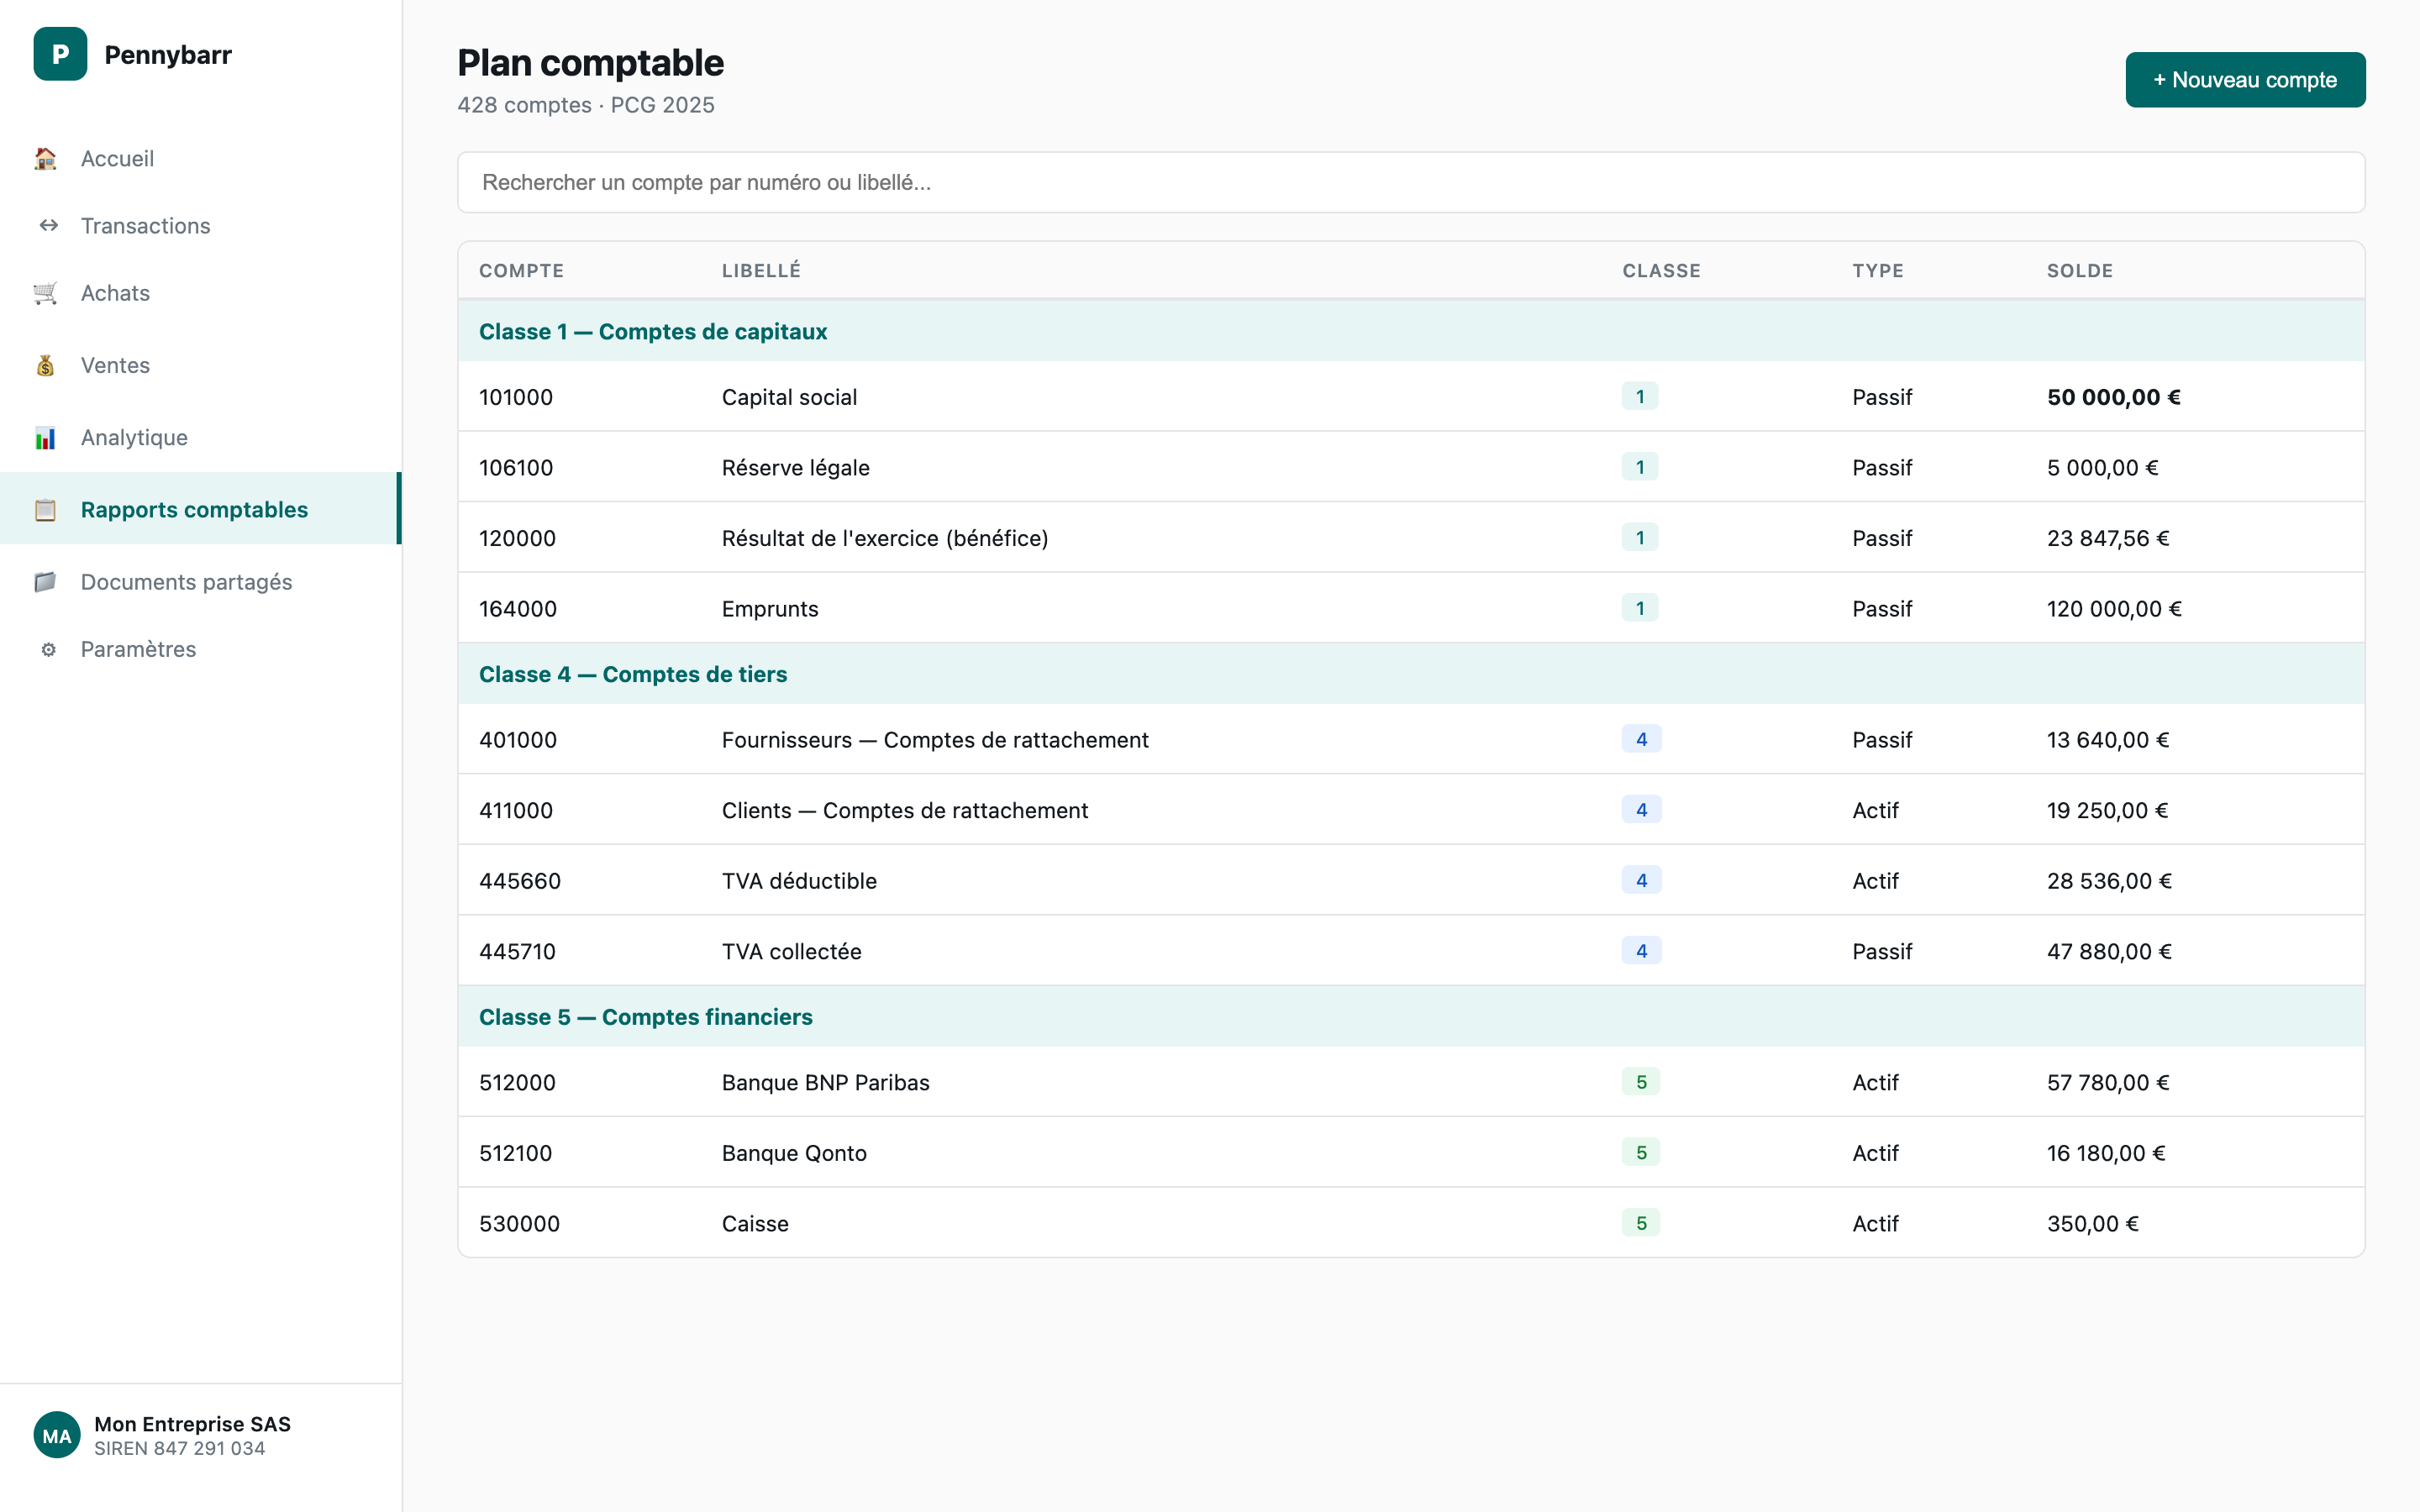 P Pennybarr
Accueil
Transactions
Achats
Ventes
Analytique
Rapports comptables
Documents partagés
Paramètres
MA Mon Entreprise SAS
SIREN 847 291 034
Plan comptable
428 comptes · PCG 2025
+ Nouveau compte
Rechercher un compte par numéro ou libellé...
COMPTE LIBELLÉ CLASSE TYPE SOLDE
Classe 1 — Comptes de capitaux
101000 Capital social 1 Passif 50 000,00 €
106100 Réserve légale 1 Passif 5 000,00 €
120000 Résultat de l'exercice (bénéfice) 1 Passif 23 847,56 €
164000 Emprunts 1 Passif 120 000,00 €
Classe 4 — Comptes de tiers
401000 Fournisseurs — Comptes de rattachement 4 Passif 13 640,00 €
411000 Clients — Comptes de rattachement 4 Actif 19 250,00 €
445660 TVA déductible 4 Actif 28 536,00 €
445710 TVA collectée 4 Passif 47 880,00 €
Classe 5 — Comptes financiers
512000 Banque BNP Paribas 5 Actif 57 780,00 €
512100 Banque Qonto 5 Actif 16 180,00 €
530000 Caisse 5 Actif 350,00 €